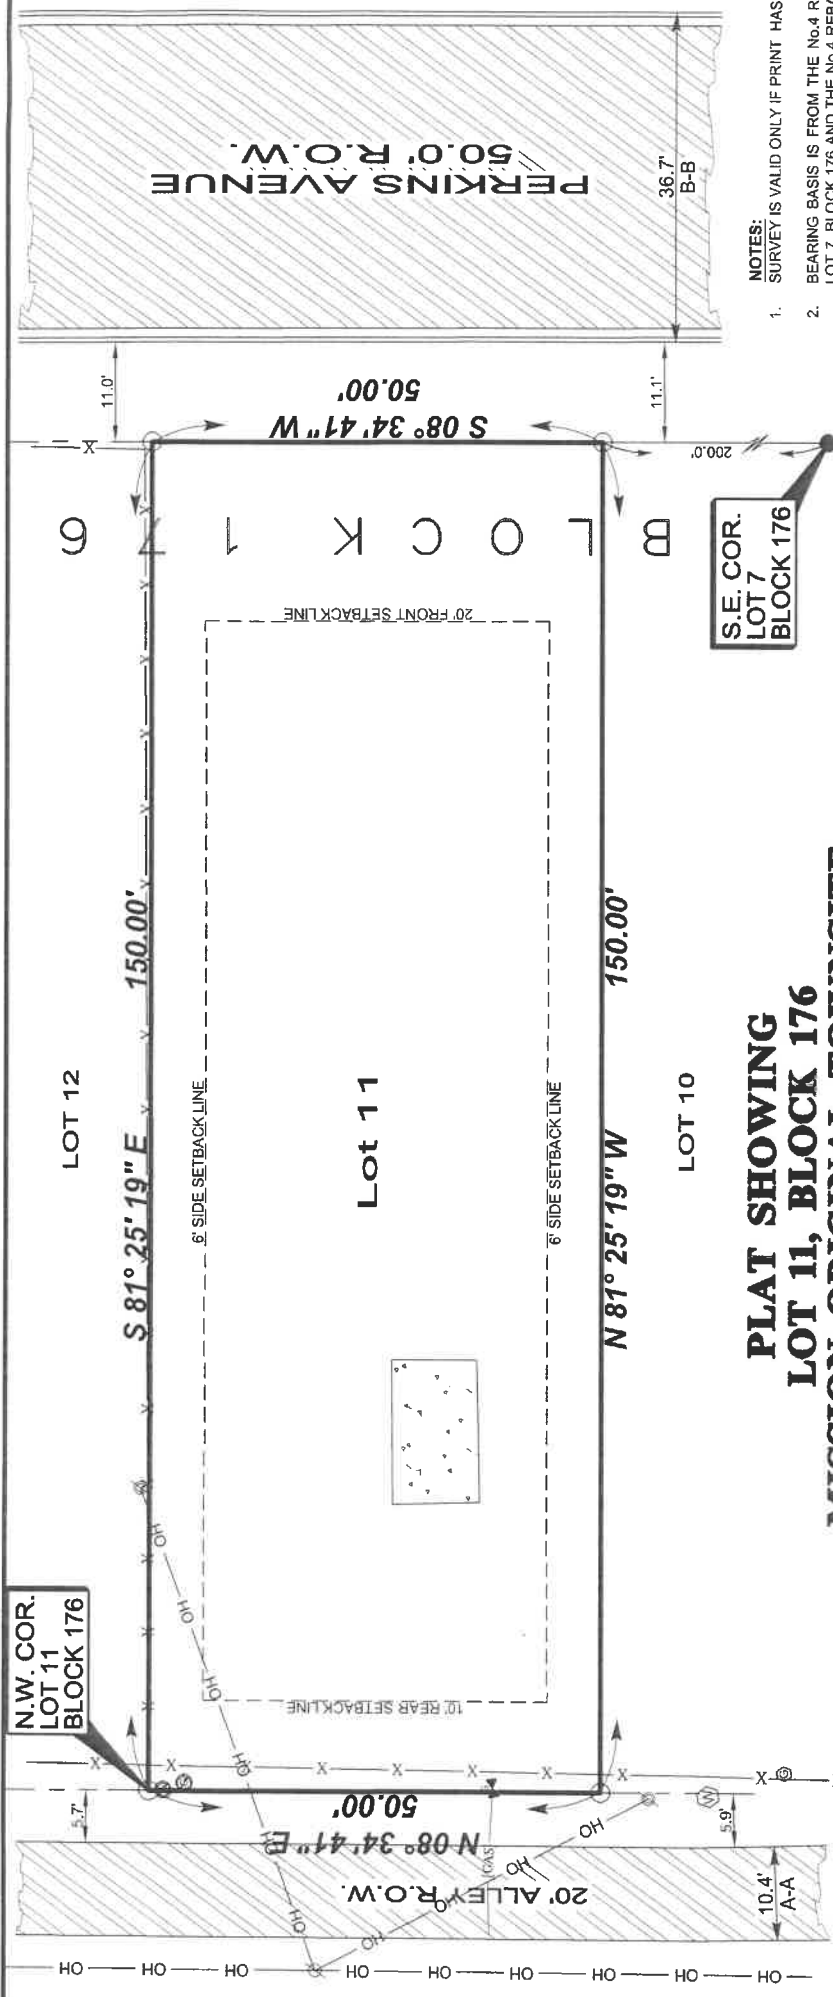 N.W. COR.
LOT 11
BLOCK 176
LOT 12
S 81° 25' 19" E
150.00'
6' SIDE SETBACK LINE
Lot 11
6' SIDE SETBACK LINE
N 81° 25' 19" W
150.00'
LOT 10
10' REAR SETBACK LINE
20' FRONT SETBACK LINE
BLOCK 176
N 08° 34' 41" E
50.00'
S 08° 34' 41" W
50.00'
20' ALLEY R.O.W.
GAS
5.7'
5.9'
10.4'
A-A
OH OH OH OH OH OH OH OH OH
OH OH OH OH OH OH
OH OH OH OH
X X X X X X X X
X X X X X X X X X X X X X X X
W
PERKINS AVENUE
50.0' R.O.W.
11.0'
11.1'
36.7'
B-B
200.0'
S.E. COR.
LOT 7
BLOCK 176
PLAT SHOWING
LOT 11, BLOCK 176
NOTES:
1. SURVEY IS VALID ONLY IF PRINT HAS
2. BEARING BASIS IS FROM THE No.4 R
LOT 7, BLOCK 176 AND THE No.4